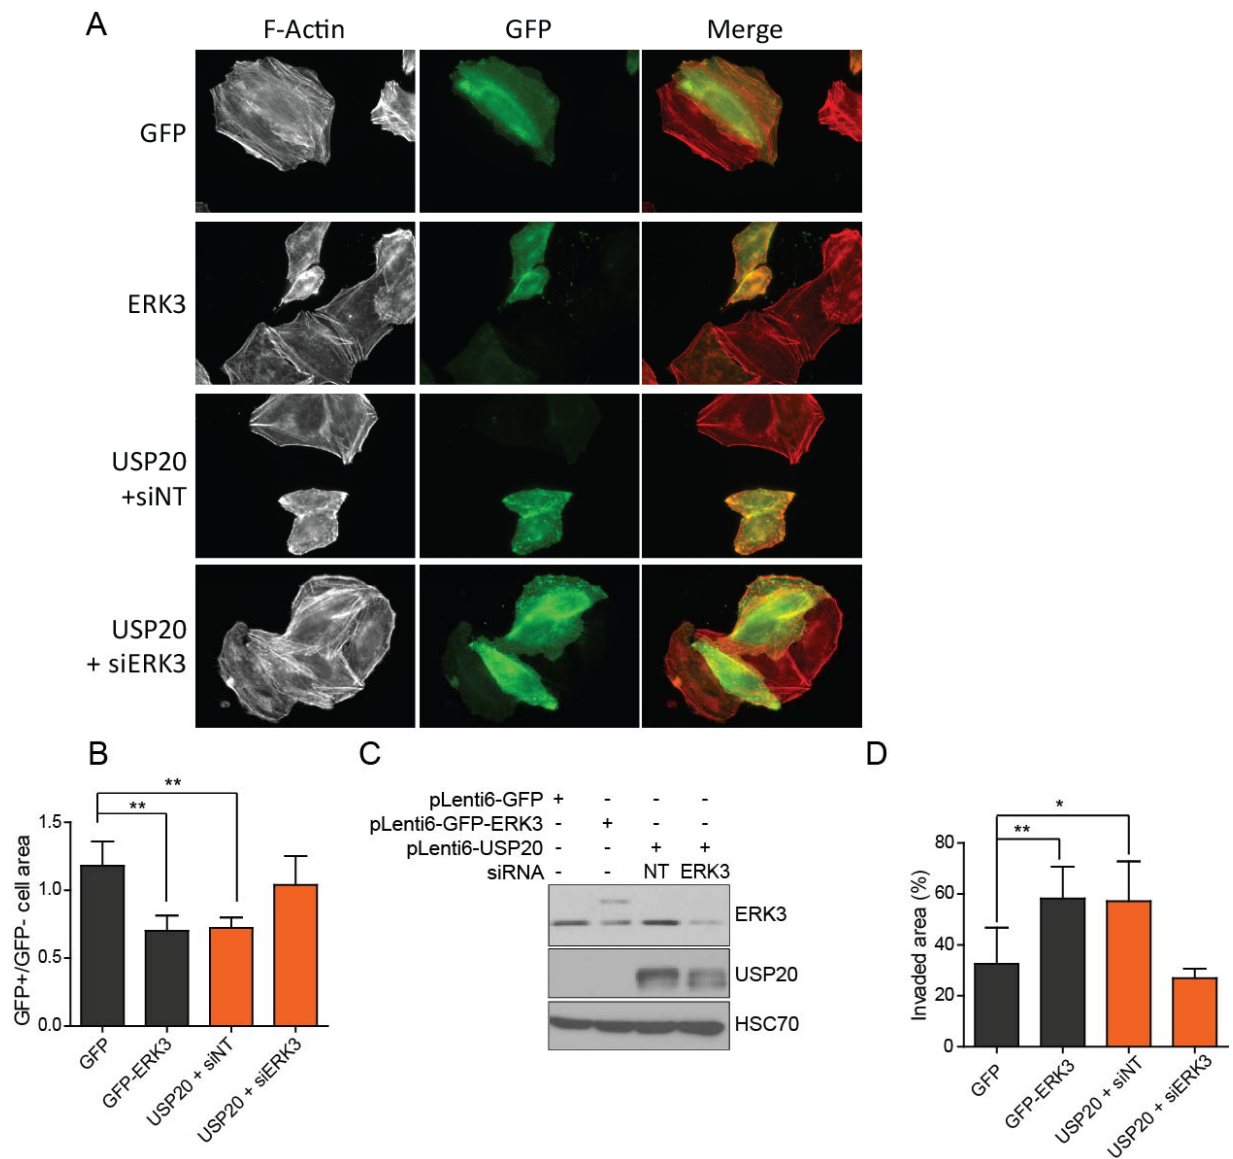 A
F-Actin GFP Merge
GFP
ERK3
USP20
+siNT
USP20
+ siERK3
B
**
**
GFP+/GFP- cell area
1.5
1.0
0.5
0.0
GFP
GFP-ERK3
USP20 + siNT
USP20 + siERK3
C
pLenti6-GFP + - - -
pLenti6-GFP-ERK3 - + - -
pLenti6-USP20 - - + +
siRNA - - NT ERK3
ERK3
USP20
HSC70
D
*
**
Invaded area (%)
80
60
40
20
0
GFP
GFP-ERK3
USP20 + siNT
USP20 + siERK3